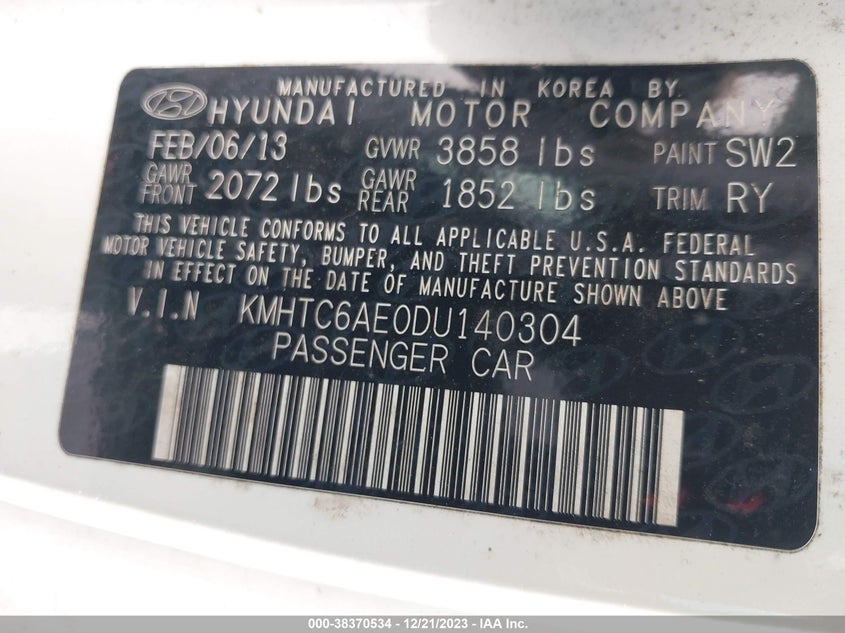 MANUFACTURED IN KOREA BY
HYUNDAI MOTOR COMPANY
FEB/06/13 GVWR 3858 lbs PAINT SW2
GAWR FRONT 2072 lbs GAWR REAR 1852 lbs TRIM RY
THIS VEHICLE CONFORMS TO ALL APPLICABLE U.S.A. FEDERAL
MOTOR VEHICLE SAFETY, BUMPER, AND THEFT PREVENTION STANDARDS
IN EFFECT ON THE DATE OF MANUFACTURE SHOWN ABOVE
V.I.N KMHTC6AE0DU140304
PASSENGER CAR
000-38370534 - 12/21/2023 - IAA Inc.